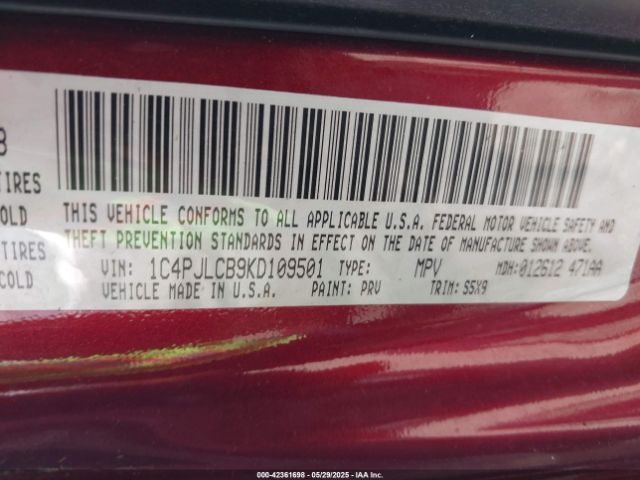 8
TIRES
COLD
TIRES
COLD
THIS VEHICLE CONFORMS TO ALL APPLICABLE U.S.A. FEDERAL MOTOR VEHICLE SAFETY AND
THEFT PREVENTION STANDARDS IN EFFECT ON THE DATE OF MANUFACTURE SHOWN ABOVE.
VIN: 1C4PJLCB9KD109501 TYPE: MPV MDH: 012612 471AA
VEHICLE MADE IN U.S.A. PAINT: PRV TRIM: S5X9
000-42361698 05/29/2025 IAA Inc.